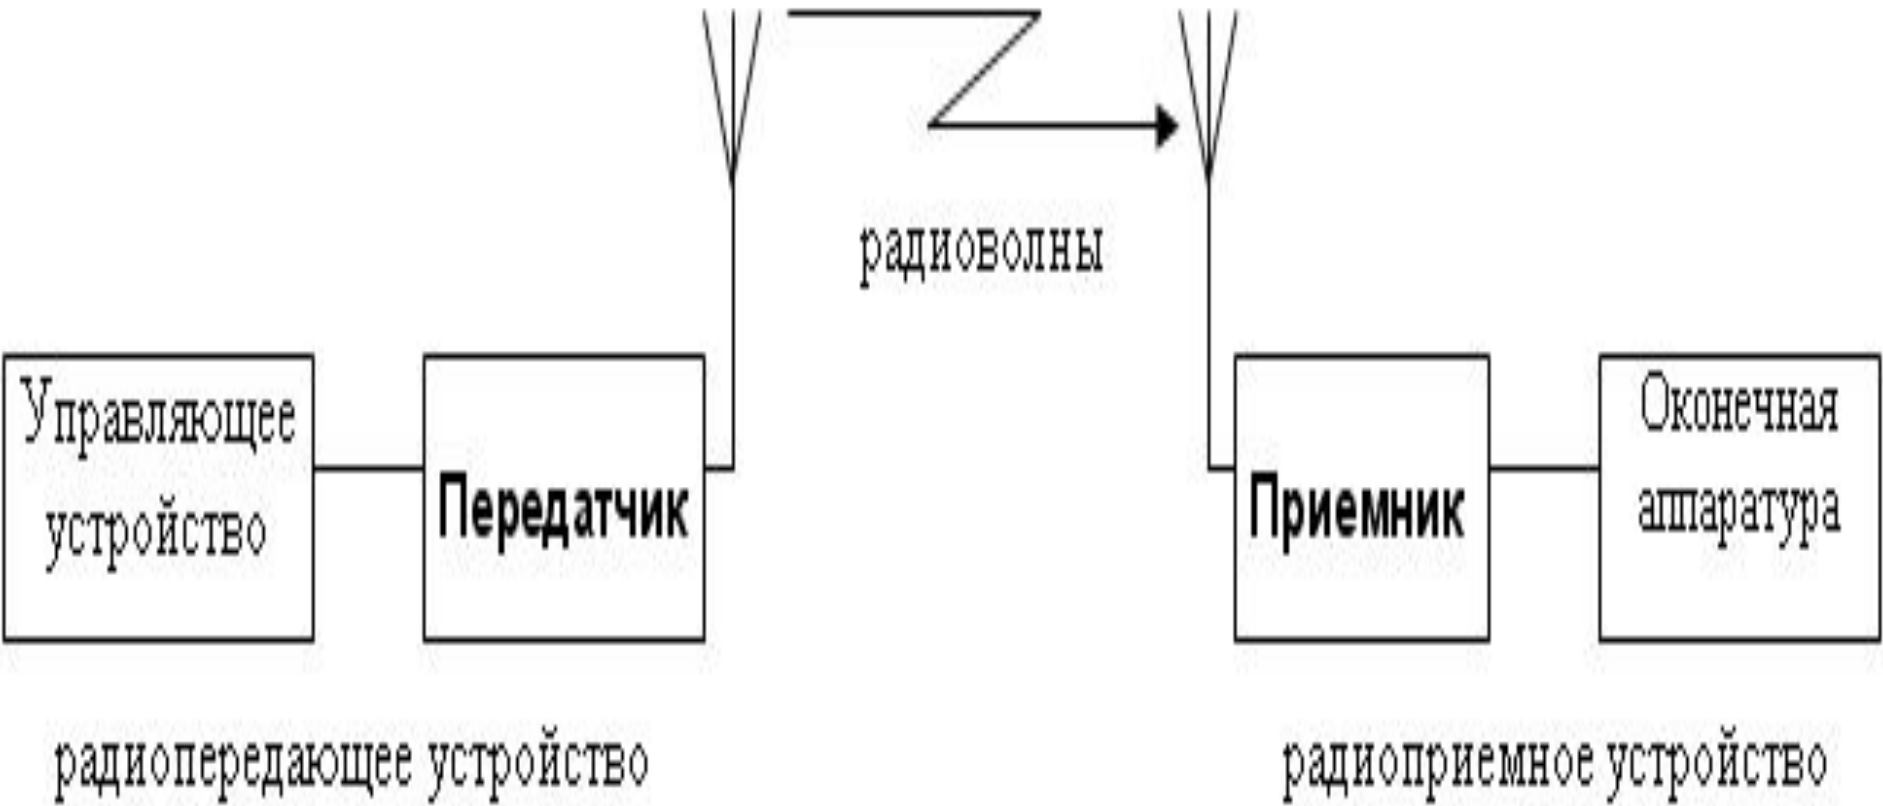 радиоволны
Управляющее
устройство
Передатчик
Приемник
Оконечная
аппаратура
радиопередающее устройство
радиоприемное устройство